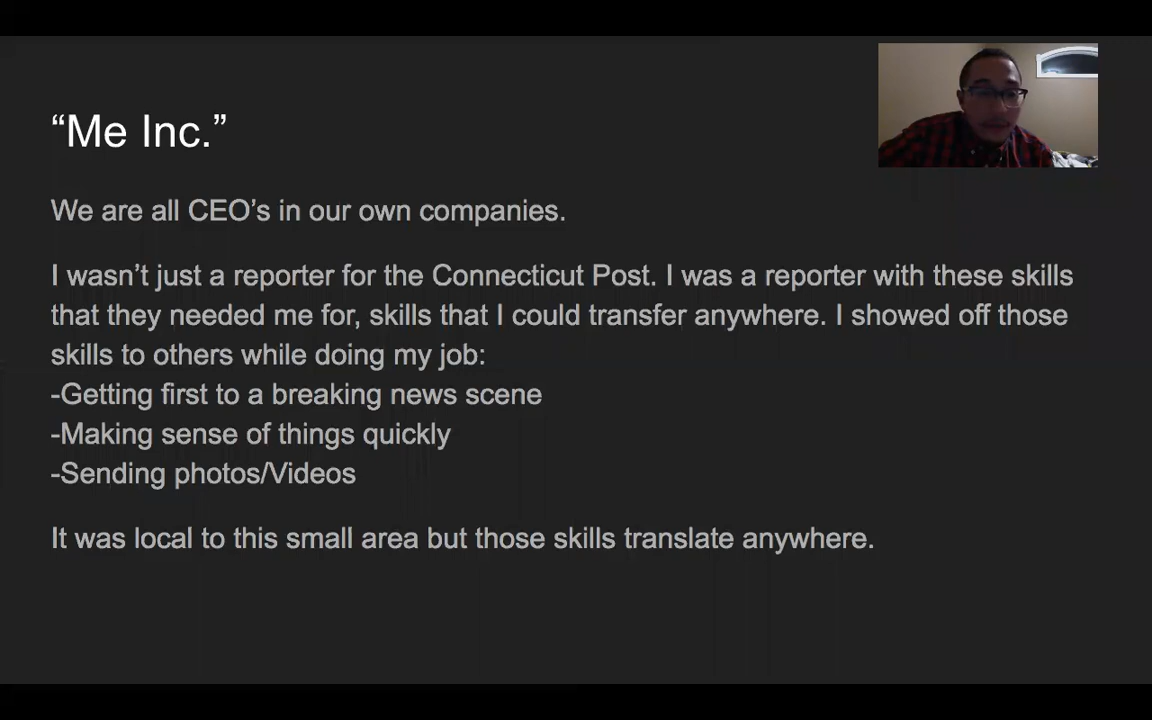 “Me Inc.”
We are all CEO’s in our own companies.
I wasn’t just a reporter for the Connecticut Post. I was a reporter with these skills
that they needed me for, skills that I could transfer anywhere. I showed off those
skills to others while doing my job:
-Getting first to a breaking news scene
-Making sense of things quickly
-Sending photos/Videos
It was local to this small area but those skills translate anywhere.